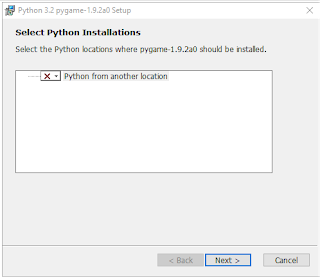 Python 3.2 pygame-1.9.2a0 Setup
Select Python Installations
Select the Python locations where pygame-1.9.2a0 should be installed.
Python from another location
< Back
Next >
Cancel